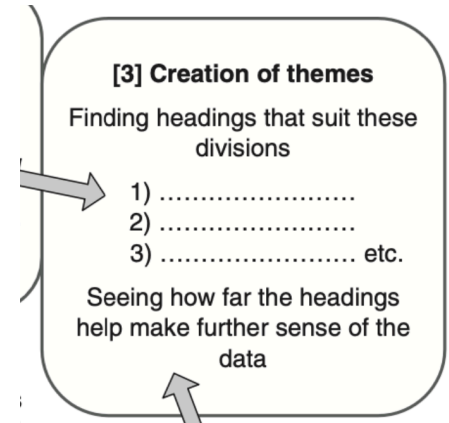 [3] Creation of themes
Finding headings that suit these
divisions
1) ........................
2) ........................
3) ........................ etc.
Seeing how far the headings
help make further sense of the
data